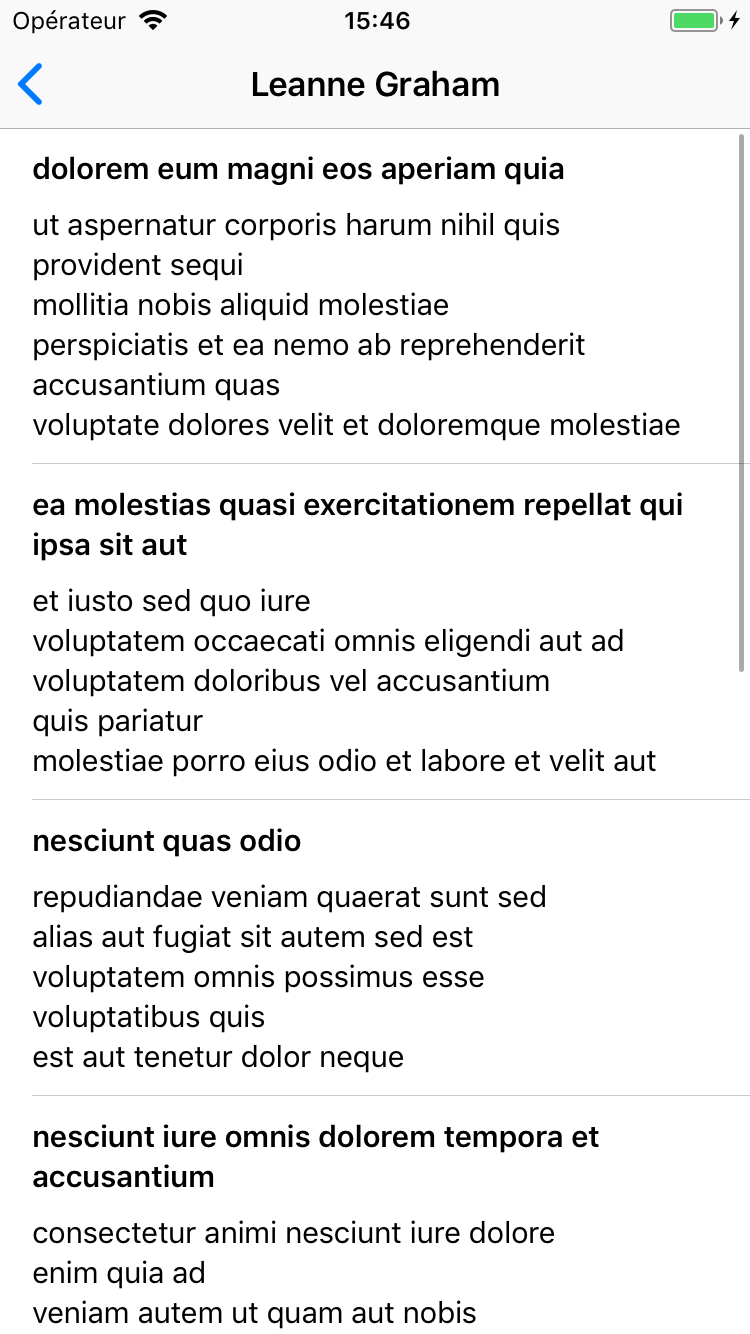 Opérateur 15:46
Leanne Graham
dolorem eum magni eos aperiam quia
ut aspernatur corporis harum nihil quis
provident sequi
mollitia nobis aliquid molestiae
perspiciatis et ea nemo ab reprehenderit
accusantium quas
voluptate dolores velit et doloremque molestiae
ea molestias quasi exercitationem repellat qui
ipsa sit aut
et iusto sed quo iure
voluptatem occaecati omnis eligendi aut ad
voluptatem doloribus vel accusantium
quis pariatur
molestiae porro eius odio et labore et velit aut
nesciunt quas odio
repudiandae veniam quaerat sunt sed
alias aut fugiat sit autem sed est
voluptatem omnis possimus esse
voluptatibus quis
est aut tenetur dolor neque
nesciunt iure omnis dolorem tempora et
accusantium
consectetur animi nesciunt iure dolore
enim quia ad
veniam autem ut quam aut nobis